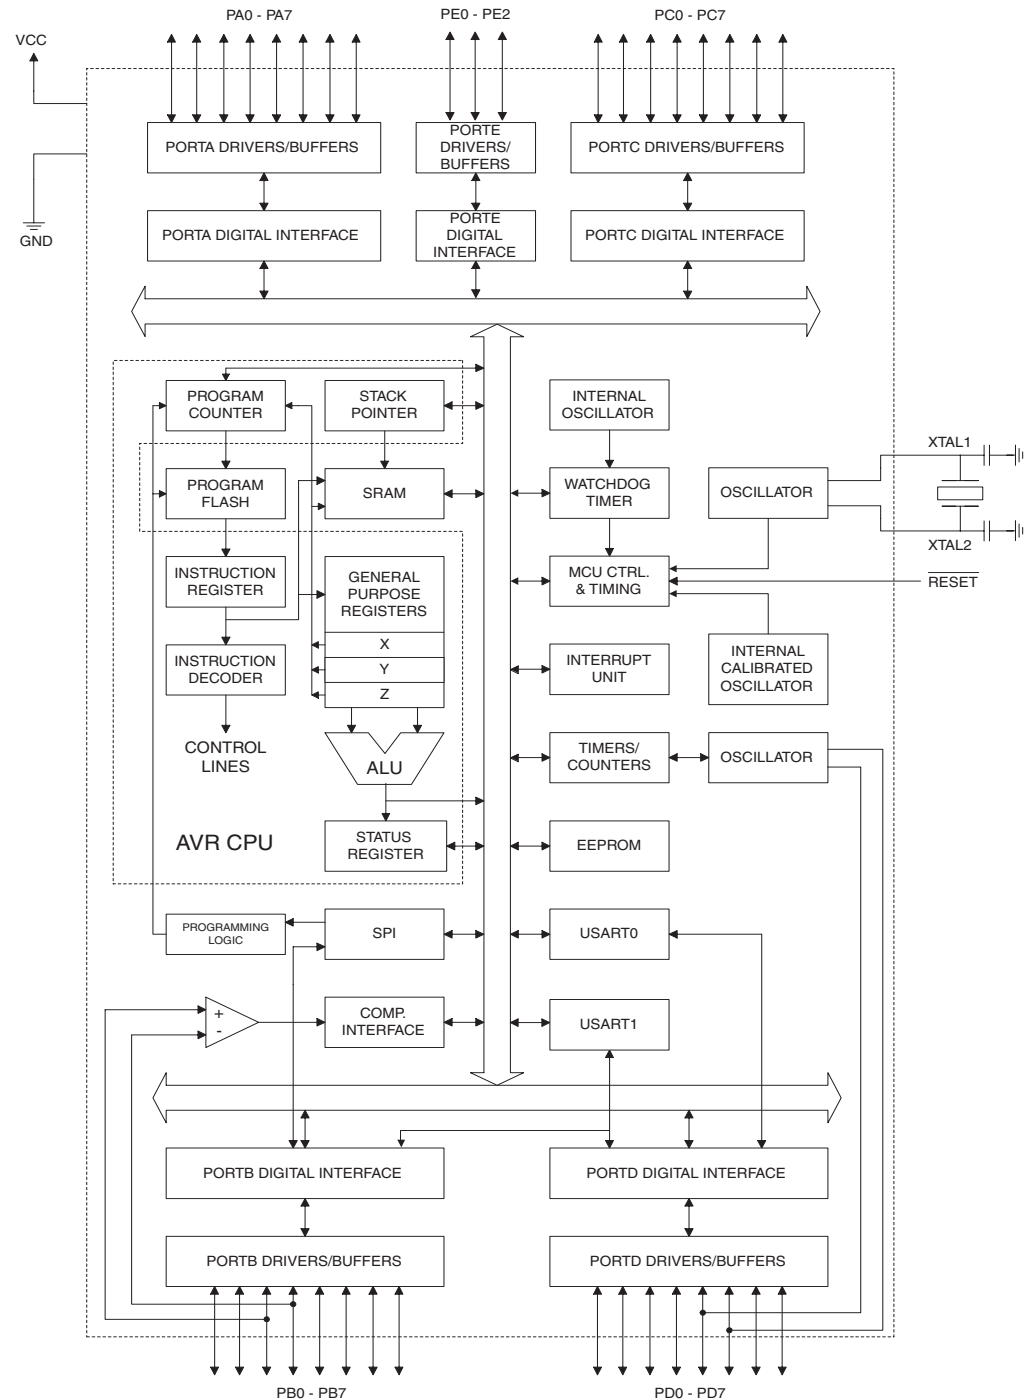 PA0 - PA7
PE0 - PE2
PC0 - PC7
VCC
PORTA DRIVERS/BUFFERS
PORTE
DRIVERS/
BUFFERS
PORTC DRIVERS/BUFFERS
GND
PORTA DIGITAL INTERFACE
PORTE
DIGITAL
INTERFACE
PORTC DIGITAL INTERFACE
PROGRAM
COUNTER
STACK
POINTER
INTERNAL
OSCILLATOR
XTAL1
PROGRAM
FLASH
SRAM
WATCHDOG
TIMER
OSCILLATOR
XTAL2
INSTRUCTION
REGISTER
GENERAL
PURPOSE
REGISTERS
MCU CTRL.
& TIMING
RESET
X
Y
Z
INSTRUCTION
DECODER
INTERRUPT
UNIT
INTERNAL
CALIBRATED
OSCILLATOR
CONTROL
LINES
ALU
TIMERS/
COUNTERS
OSCILLATOR
AVR CPU
STATUS
REGISTER
EEPROM
PROGRAMMING
LOGIC
SPI
USART0
+
-
COMP.
INTERFACE
USART1
PORTB DIGITAL INTERFACE
PORTD DIGITAL INTERFACE
PORTB DRIVERS/BUFFERS
PORTD DRIVERS/BUFFERS
PB0 - PB7
PD0 - PD7